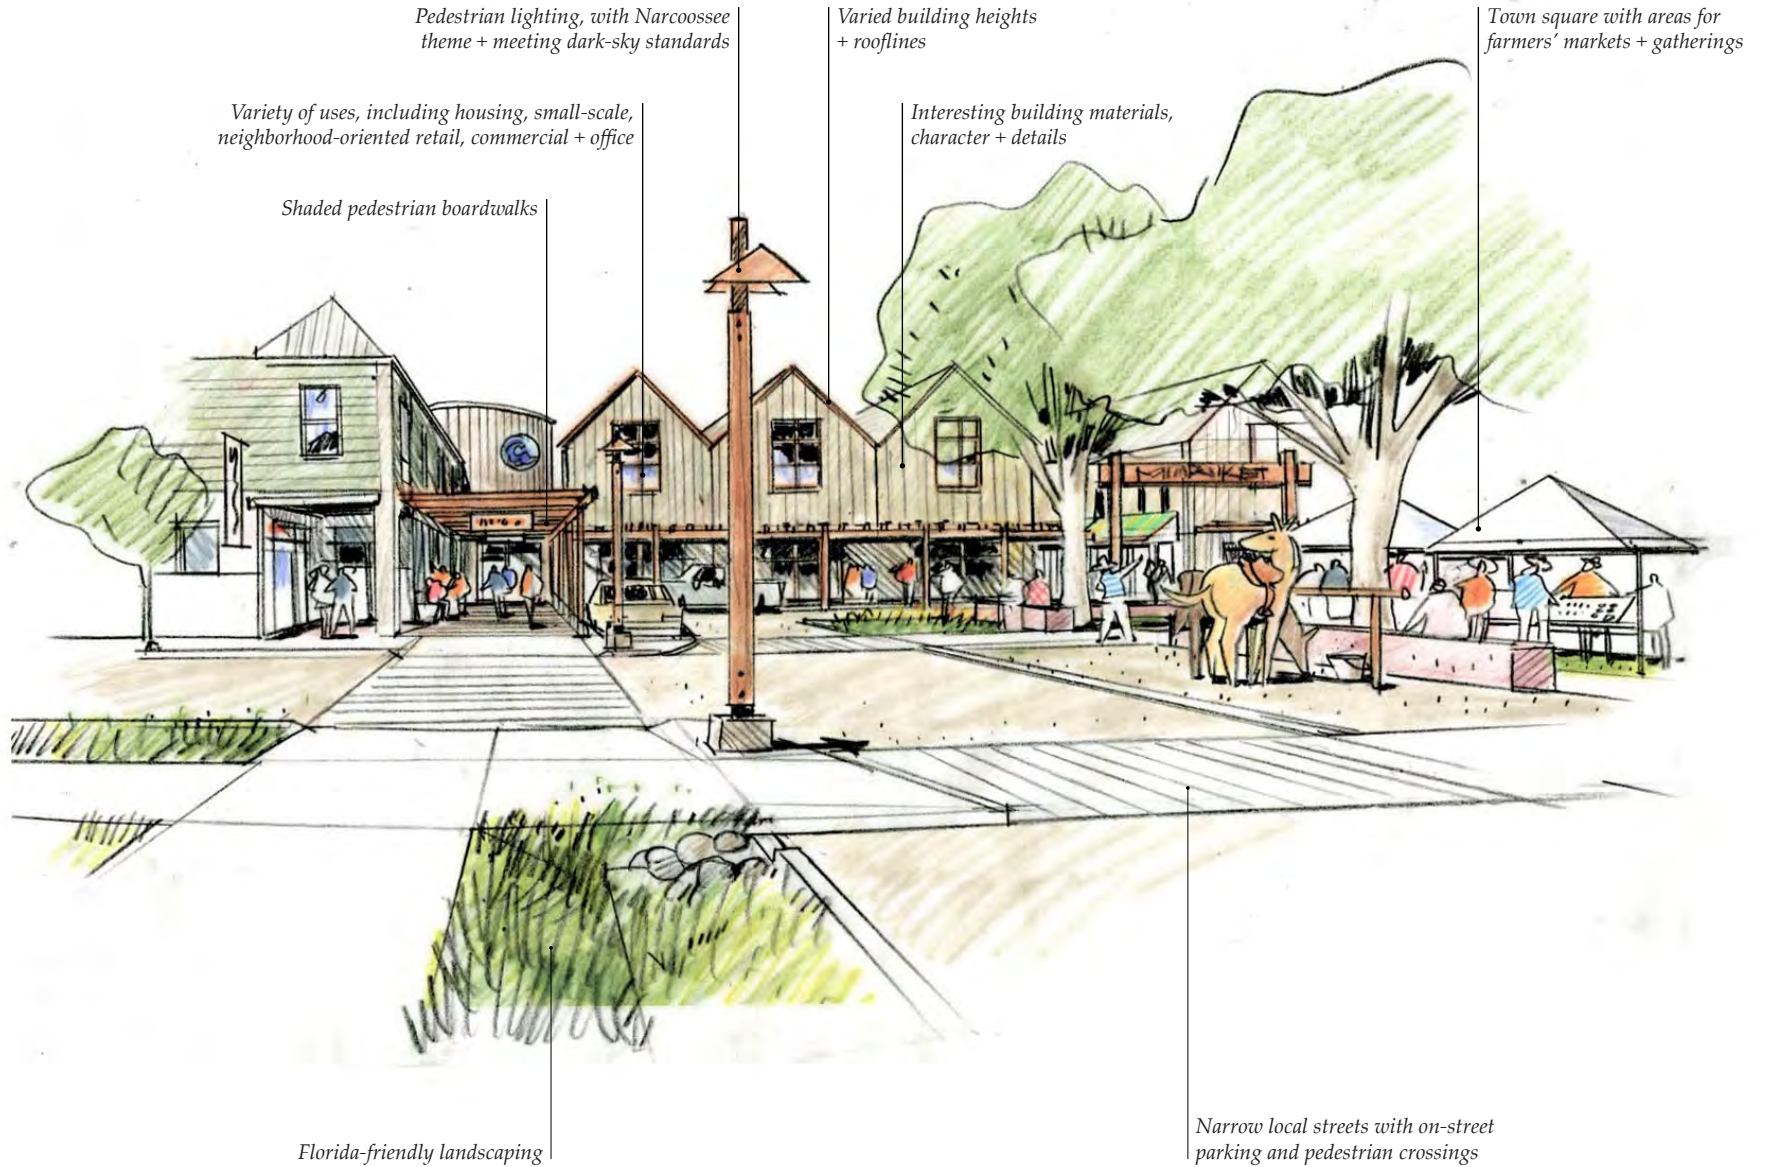 Pedestrian lighting, with Narcoossee
theme + meeting dark-sky standards
Varied building heights
+ rooflines
Town square with areas for
farmers' markets + gatherings
Variety of uses, including housing, small-scale,
neighborhood-oriented retail, commercial + office
Interesting building materials,
character + details
Shaded pedestrian boardwalks
MARKET
Florida-friendly landscaping
Narrow local streets with on-street
parking and pedestrian crossings